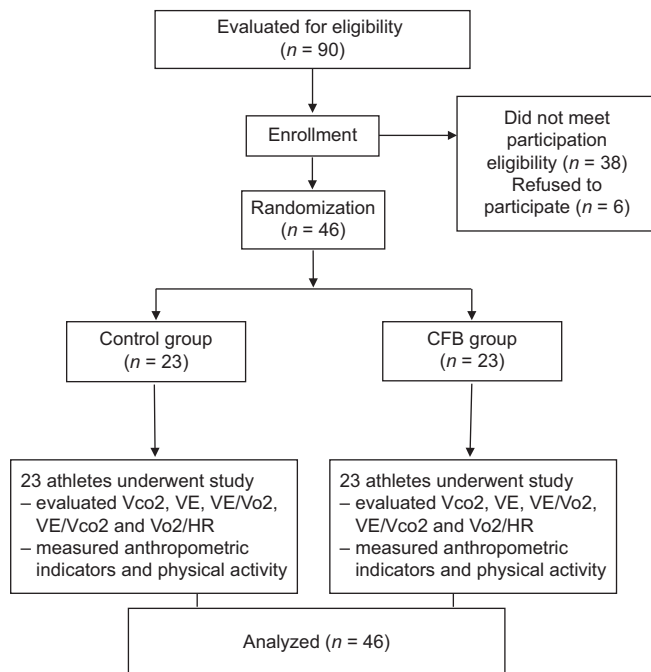 Evaluated for eligibility
(n = 90)
Enrollment
Did not meet
participation
eligibility (n = 38)
Refused to
participate (n = 6)
Randomization
(n = 46)
Control group
(n = 23)
CFB group
(n = 23)
23 athletes underwent study
– evaluated Vco2, VE, VE/Vo2,
VE/Vco2 and Vo2/HR
– measured anthropometric
indicators and physical activity
23 athletes underwent study
– evaluated Vco2, VE, VE/Vo2,
VE/Vco2 and Vo2/HR
– measured anthropometric
indicators and physical activity
Analyzed (n = 46)